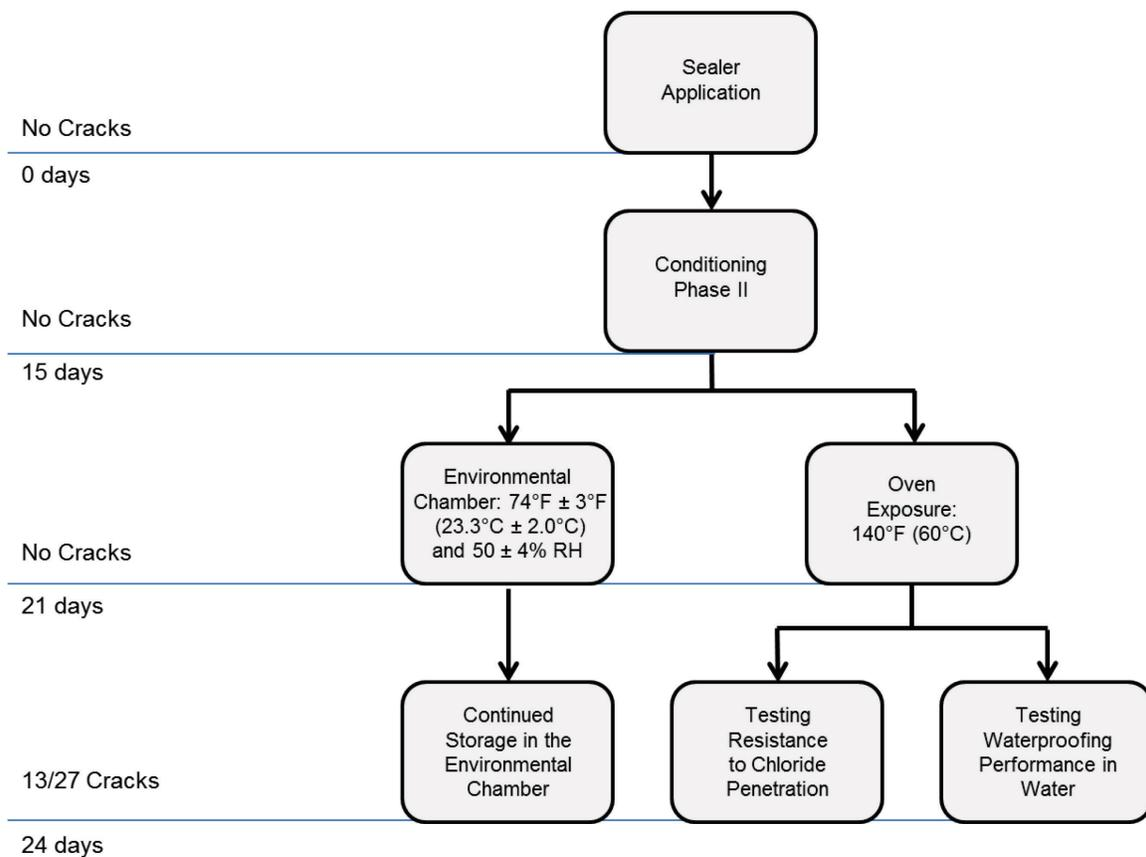 Sealer
Application
No Cracks
0 days
Conditioning
Phase II
No Cracks
15 days
Environmental
Chamber: 74°F ± 3°F
(23.3°C ± 2.0°C)
and 50 ± 4% RH
Oven
Exposure:
140°F (60°C)
No Cracks
21 days
Continued
Storage in the
Environmental
Chamber
Testing
Resistance
to Chloride
Penetration
Testing
Waterproofing
Performance in
Water
13/27 Cracks
24 days